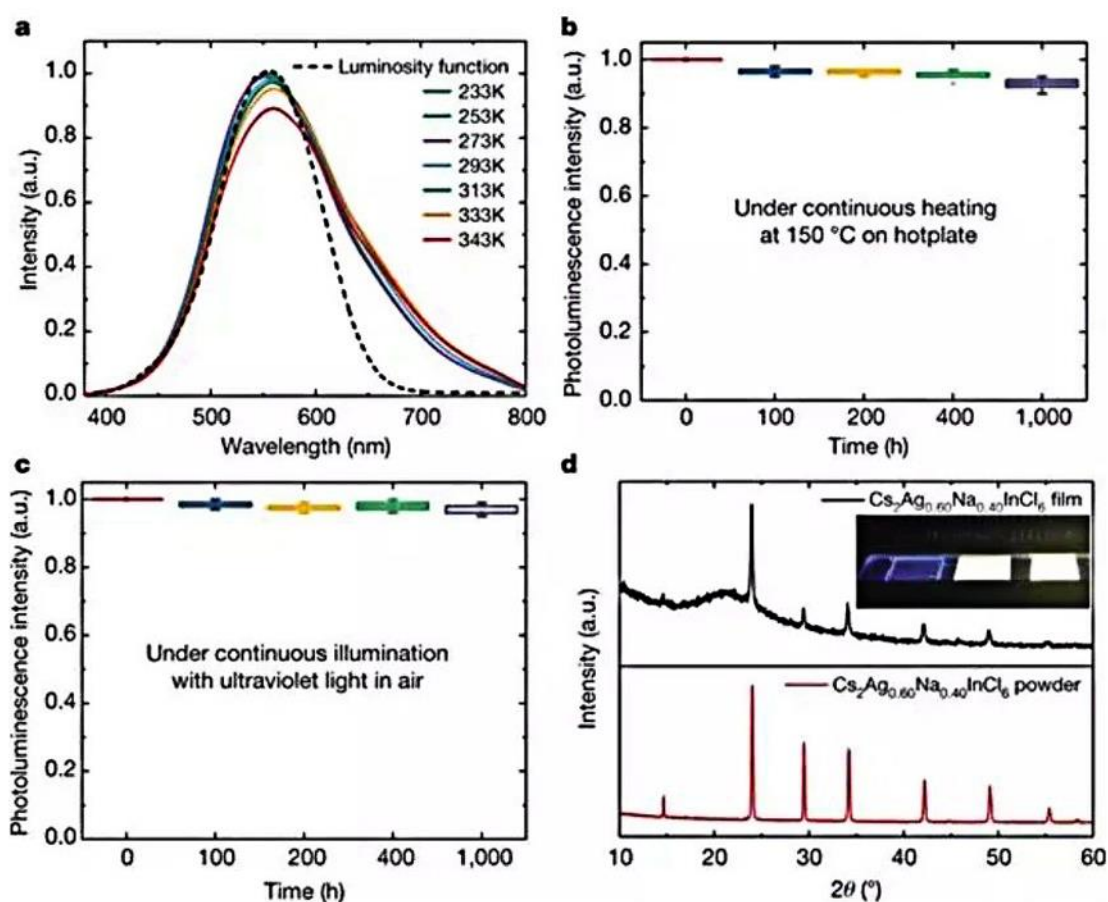 a
Intensity (a.u.)
1.0
0.8
0.6
0.4
0.2
0.0
400
500
600
700
800
Wavelength (nm)
Luminosity function
233K
253K
273K
293K
313K
333K
343K
b
Photoluminescence intensity (a.u.)
1.0
0.8
0.6
0.4
0.2
0.0
Under continuous heating
at 150 °C on hotplate
0
100
200
400
1,000
Time (h)
c
Photoluminescence intensity (a.u.)
1.0
0.8
0.6
0.4
0.2
0.0
Under continuous illumination
with ultraviolet light in air
0
100
200
400
1,000
Time (h)
d
Intensity (a.u.)
Cs₂Ag₀.₆₀Na₀.₄₀InCl₆ film
Cs₂Ag₀.₆₀Na₀.₄₀InCl₆ powder
10
20
30
40
50
60
2θ (°)